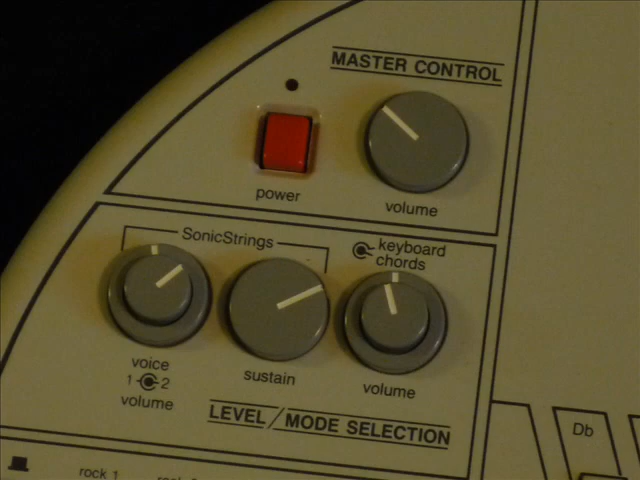 MASTER CONTROL
power
volume
SonicStrings
keyboard
chords
voice
1 2
volume
sustain
volume
LEVEL/MODE SELECTION
Db
rock 1